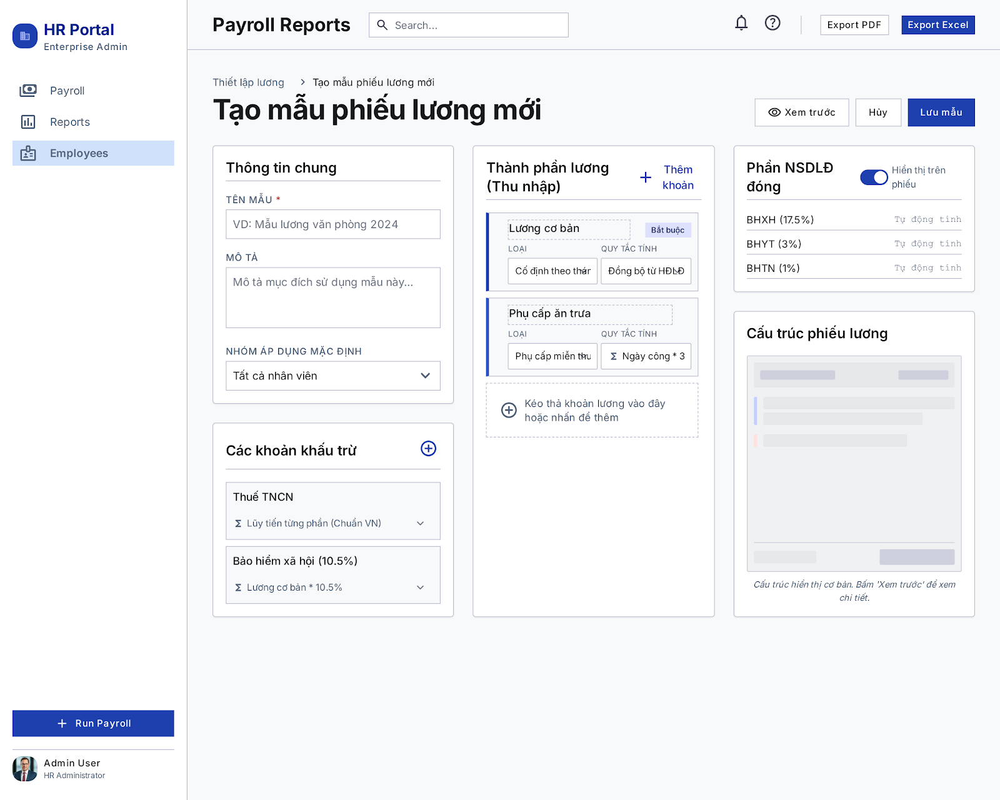 HR Portal
Enterprise Admin
Payroll
Reports
Employees
Run Payroll
Admin User
HR Administrator
Payroll Reports
Search...
Export PDF
Export Excel
Thiết lập lương
Tạo mẫu phiếu lương mới
Tạo mẫu phiếu lương mới
Xem trước
Hủy
Lưu mẫu
Thông tin chung
TÊN MẪU *
VD: Mẫu lương văn phòng 2024
MÔ TẢ
Mô tả mục đích sử dụng mẫu này...
NHÓM ÁP DỤNG MẶC ĐỊNH
Tất cả nhân viên
Các khoản khấu trừ
Thuế TNCN
Σ Lũy tiến từng phần (Chuẩn VN)
Bảo hiểm xã hội (10.5%)
Σ Lương cơ bản * 10.5%
Thành phần lương
(Thu nhập)
Thêm
khoản
Lương cơ bản
Bắt buộc
LOẠI
QUY TẮC TÍNH
Cố định theo
Đồng bộ từ HĐLĐ
Phụ cấp ăn trưa
LOẠI
QUY TẮC TÍNH
Phụ cấp miễn
Σ Ngày công * 3
Kéo thả khoản lương vào đây
hoặc nhấn để thêm
Phần NSDLĐ
đóng
Hiển thị trên
phiếu
BHXH (17.5%)
Tự động tính
BHYT (3%)
Tự động tính
BHTN (1%)
Tự động tính
Cấu trúc phiếu lương
Cấu trúc hiển thị cơ bản. Bấm 'Xem trước' để xem
chi tiết.